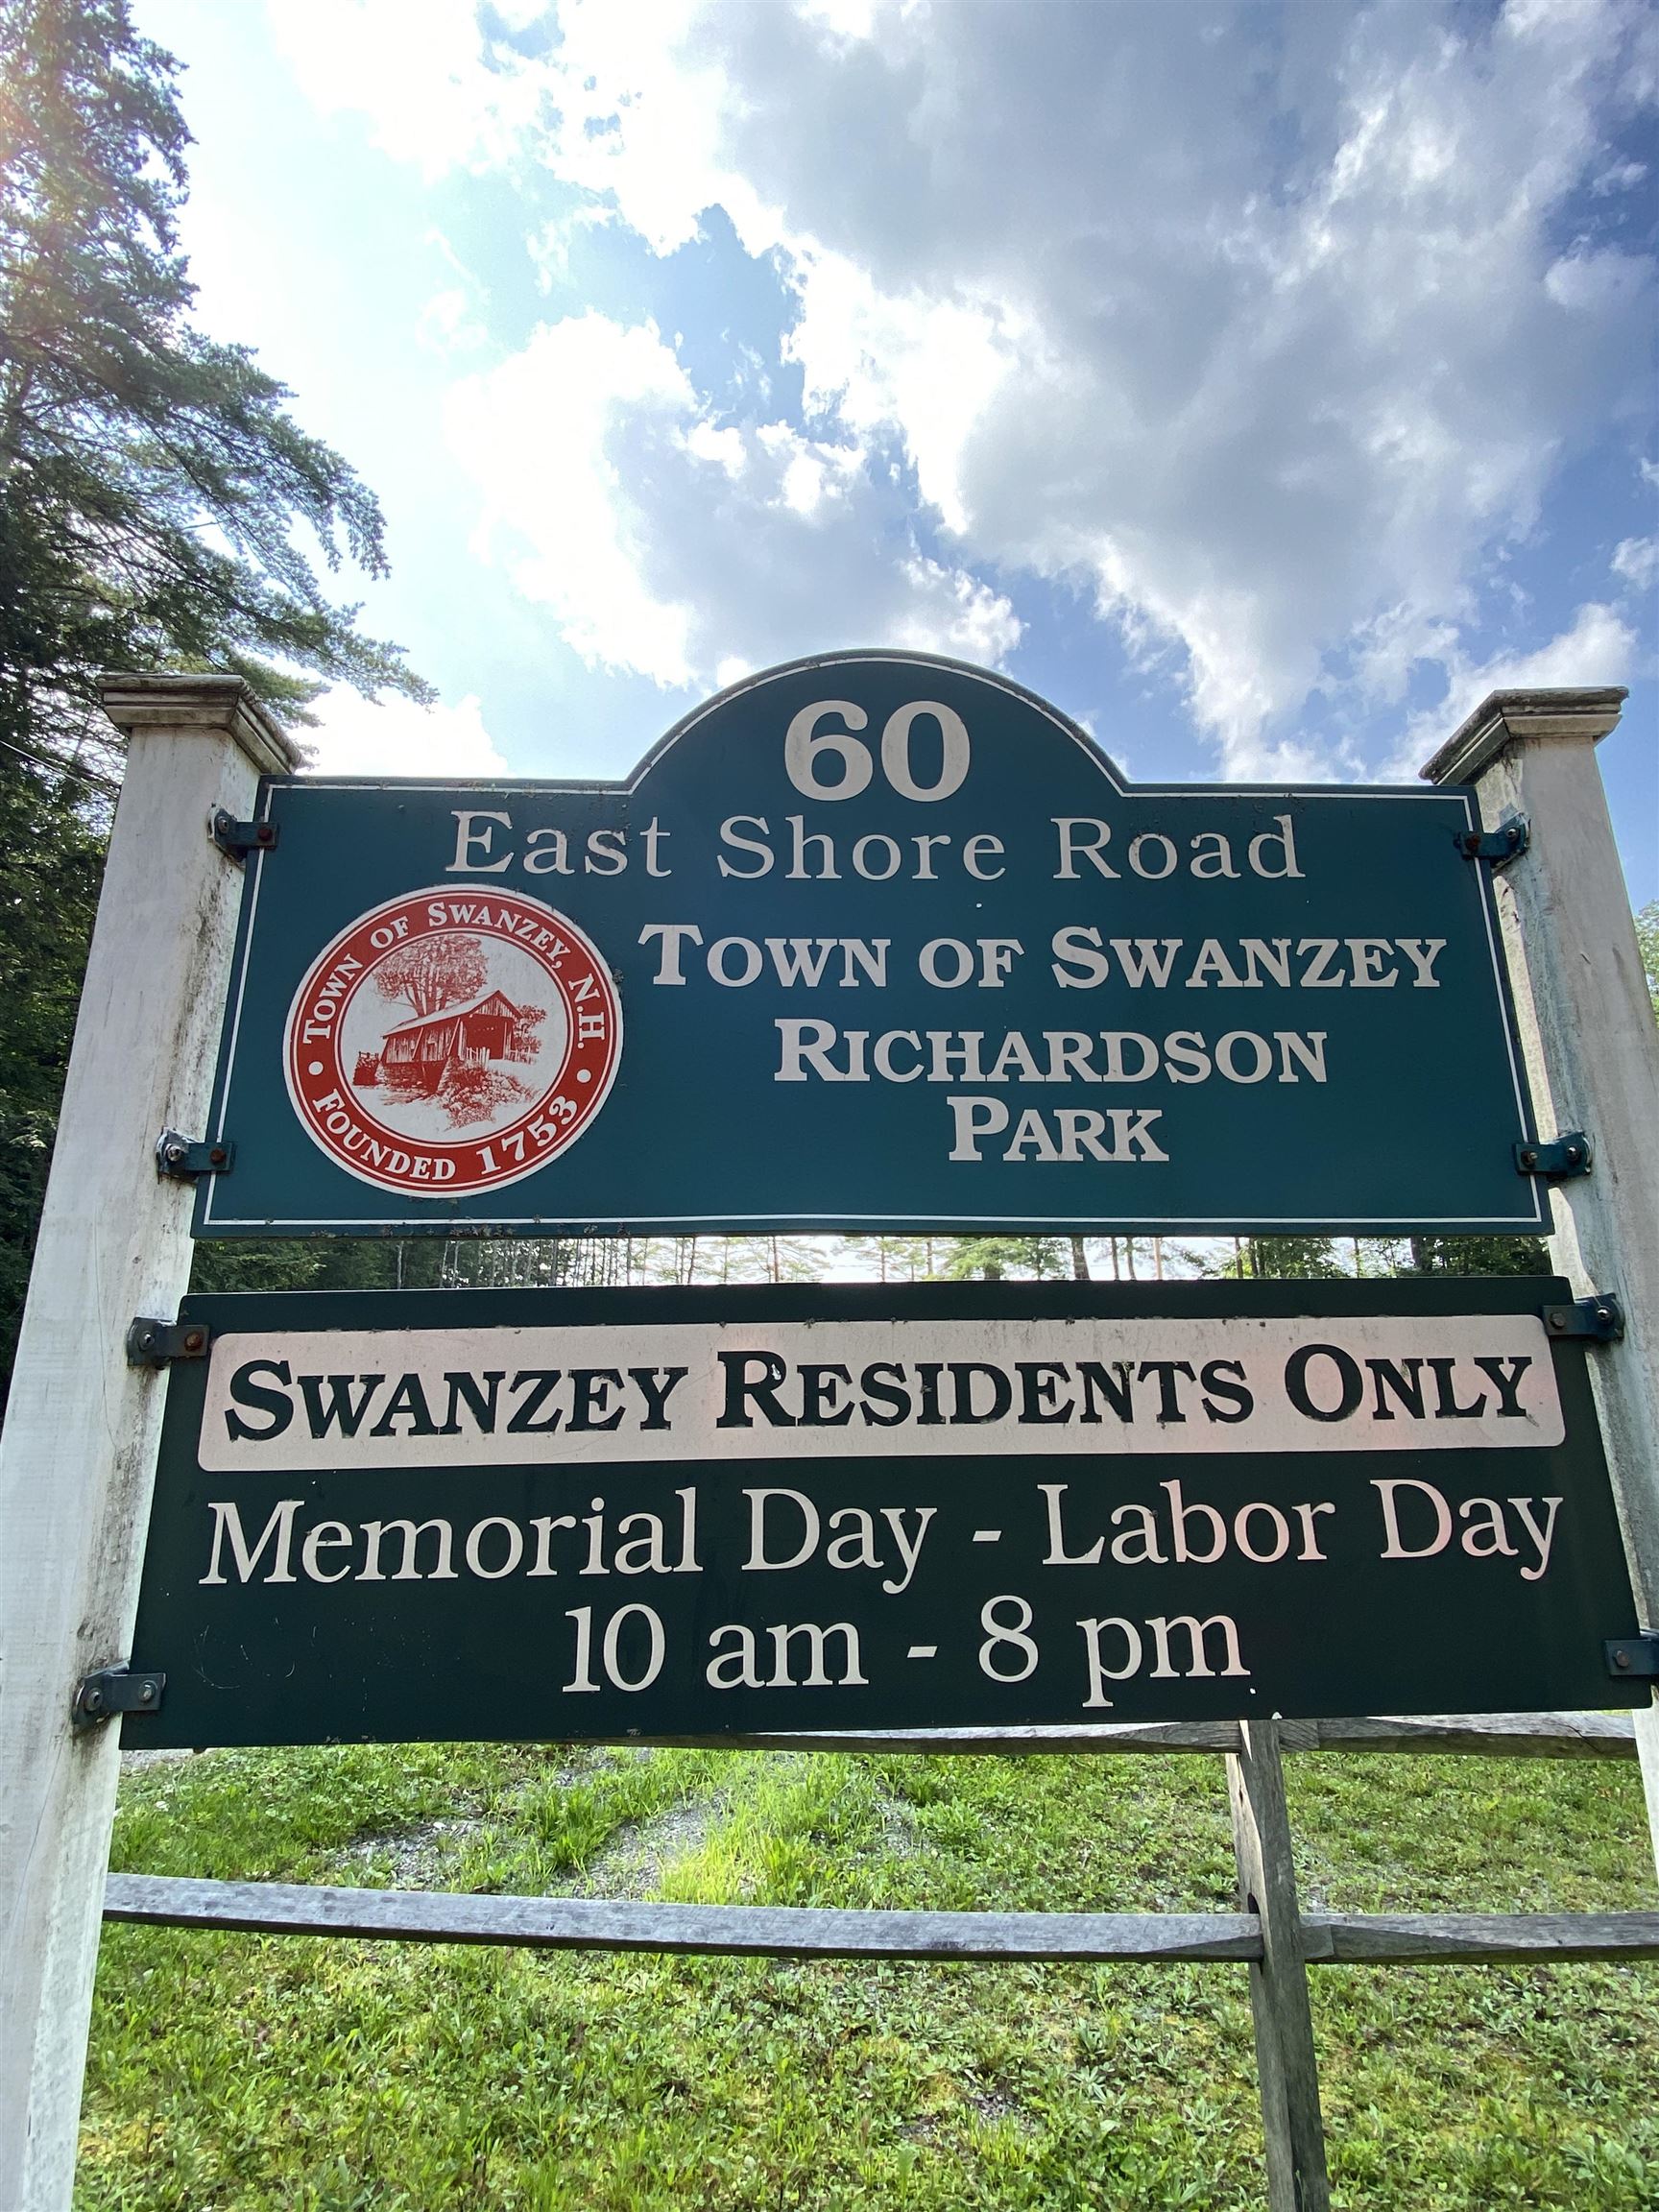 60
East Shore Road
TOWN OF SWANZEY, N.H.
• FOUNDED 1753 •
TOWN OF SWANZEY
RICHARDSON
PARK
SWANZEY RESIDENTS ONLY
Memorial Day - Labor Day
10 am - 8 pm